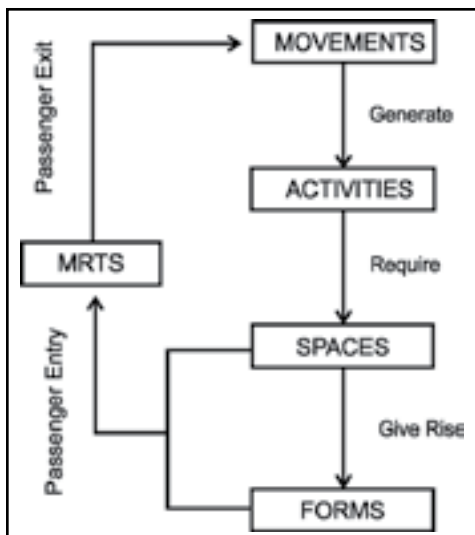 MOVEMENTS
Passenger Exit
Generate
ACTIVITIES
MRTS
Require
SPACES
Passenger Entry
Give Rise
FORMS